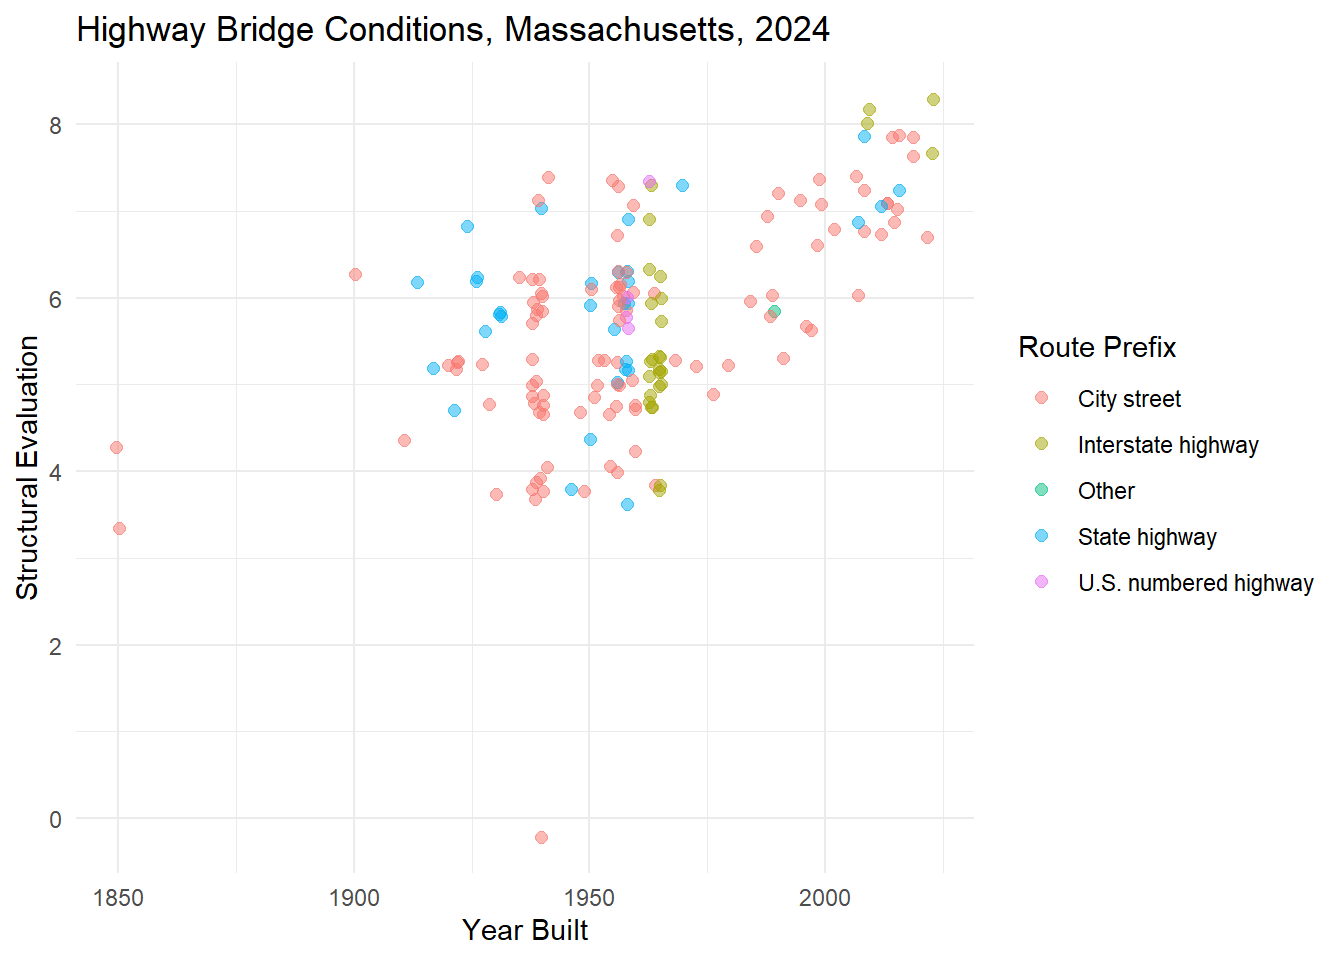 Highway Bridge Conditions, Massachusetts, 2024
Structural Evaluation
8
6
4
2
0
1850 1900 1950 2000
Year Built
Route Prefix
City street
Interstate highway
Other
State highway
U.S. numbered highway